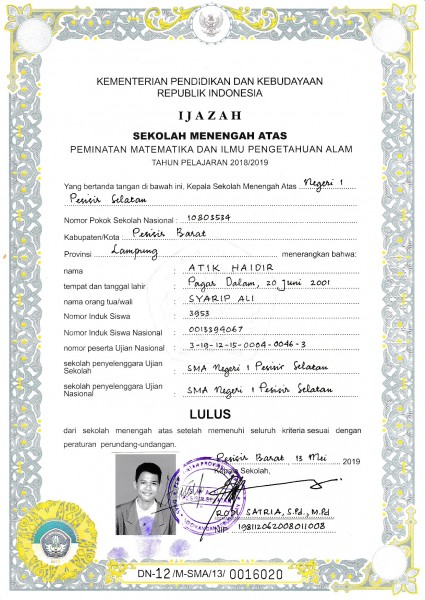 KEMENTERIAN PENDIDIKAN DAN KEBUDAYAAN
REPUBLIK INDONESIA
IJAZAH
SEKOLAH MENENGAH ATAS
PEMINATAN MATEMATIKA DAN ILMU PENGETAHUAN ALAM
TAHUN PELAJARAN 2018/2019
Yang bertanda tangan di bawah ini, Kepala Sekolah Menengah Atas Negeri 1
Pesisir Selatan
Nomor Pokok Sekolah Nasional : 10803534
Kabupaten/Kota : Pesisir Barat
Provinsi Lampung menerangkan bahwa:
nama : ATIK HAIDIR
tempat dan tanggal lahir : Pagar Dalam, 20 Juni 2001
nama orang tua/wali : SYARIP ALI
Nomor Induk Siswa : 3953
Nomor Induk Siswa Nasional : 0013394067
nomor peserta Ujian Nasional : 3-19-12-15-0064-0046-3
sekolah penyelenggara Ujian Sekolah : SMA Negeri 1 Pesisir Selatan
sekolah penyelenggara Ujian Nasional : SMA Negeri 1 Pesisir Selatan
LULUS
dari sekolah menengah atas setelah memenuhi seluruh kriteria sesuai dengan
peraturan perundang-undangan.
Pesisir Barat, 13 Mei 2019
Kepala Sekolah,
RODI SATRIA, S.Pd., M.Pd
NIP. 198112062008011008
DN-12/M-SMA/13/ 0016020